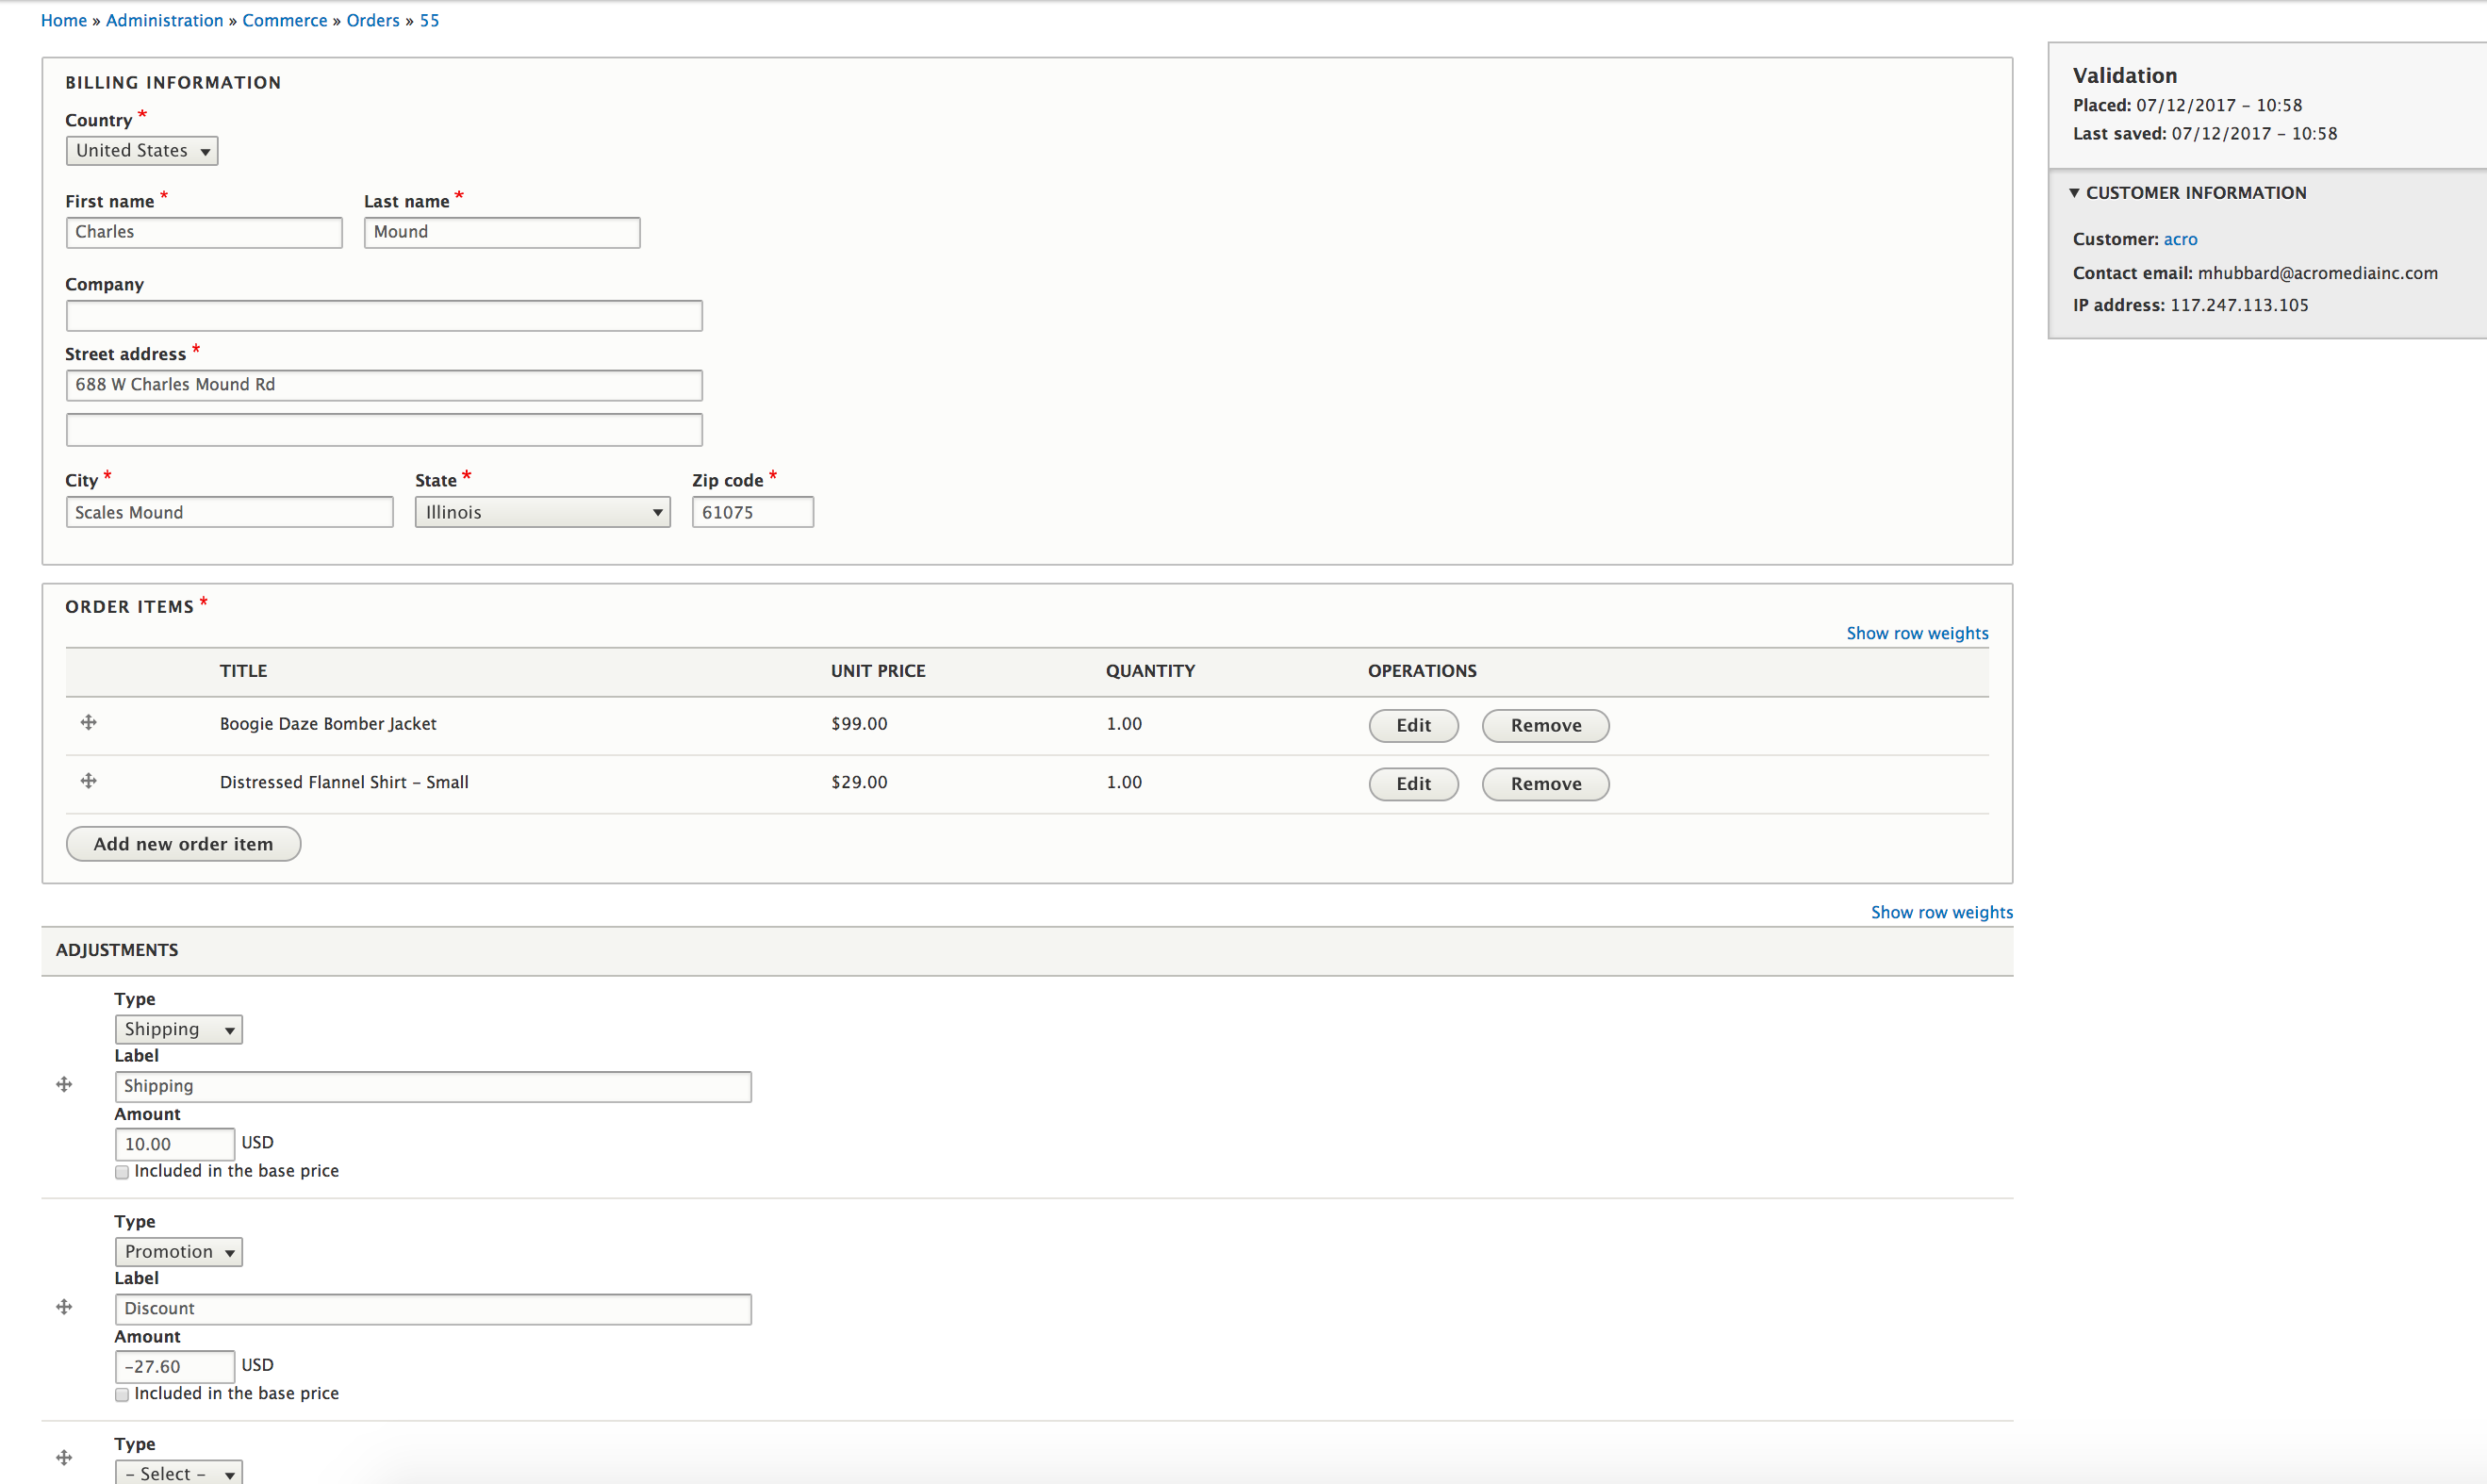 Home » Administration » Commerce » Orders » 55
BILLING INFORMATION
Country *
United States
First name * Last name *
Charles Mound
Company
Street address *
688 W Charles Mound Rd
City * State * Zip code *
Scales Mound Illinois 61075
ORDER ITEMS *
Show row weights
TITLE UNIT PRICE QUANTITY OPERATIONS
Boogie Daze Bomber Jacket $99.00 1.00 Edit Remove
Distressed Flannel Shirt – Small $29.00 1.00 Edit Remove
Add new order item
Show row weights
ADJUSTMENTS
Type
Shipping
Label
Shipping
Amount
10.00 USD
Included in the base price
Type
Promotion
Label
Discount
Amount
-27.60 USD
Included in the base price
Type
- Select -
Validation
Placed: 07/12/2017 – 10:58
Last saved: 07/12/2017 – 10:58
CUSTOMER INFORMATION
Customer: acro
Contact email: mhubbard@acromediainc.com
IP address: 117.247.113.105